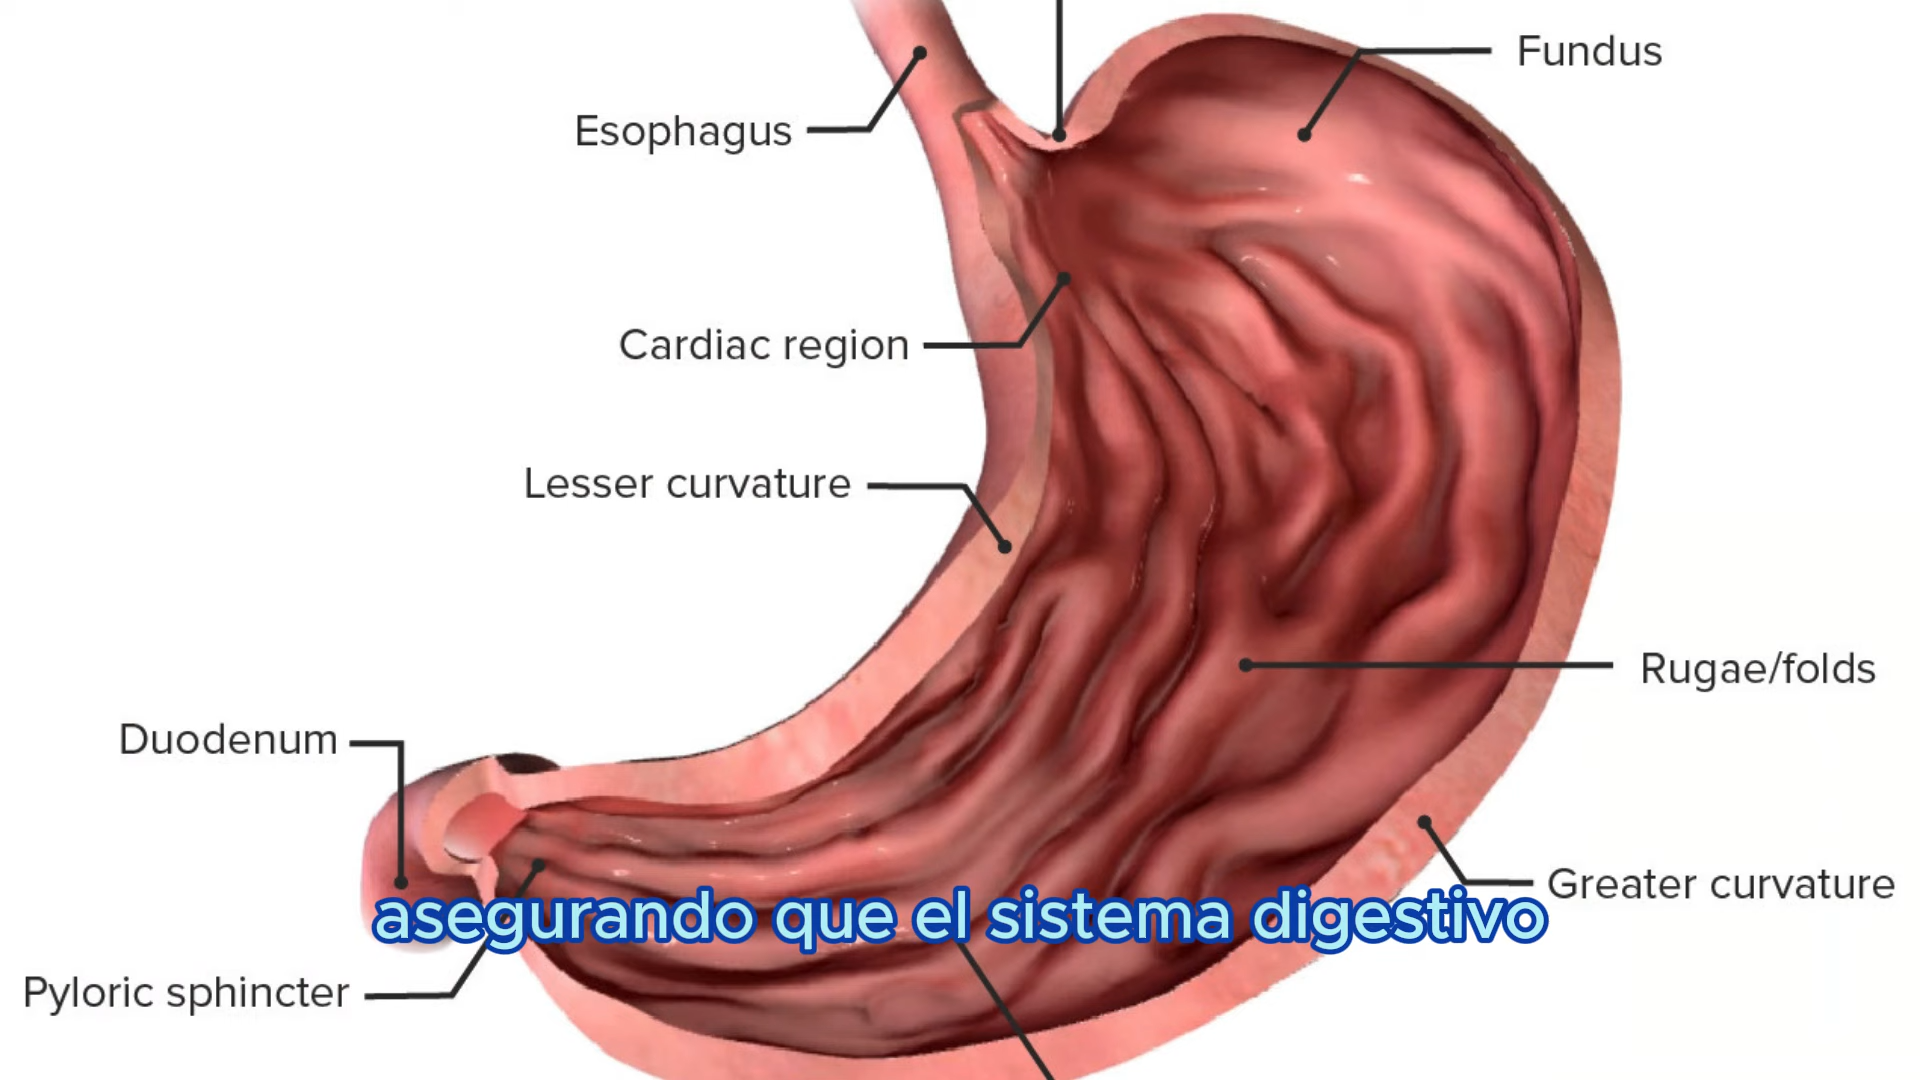 Fundus
Esophagus
Cardiac region
Lesser curvature
Rugae/folds
Duodenum
Greater curvature
asegurando que el sistema digestivo
Pyloric sphincter